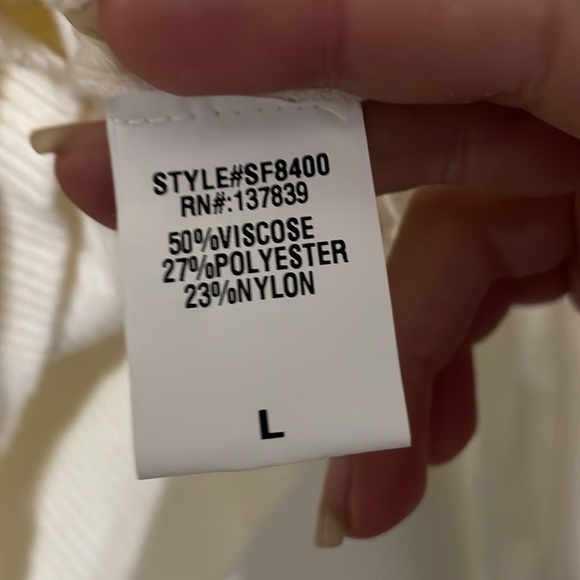 STYLE#SF8400
RN#:137839
50%VISCOSE
27%POLYESTER
23%NYLON
L